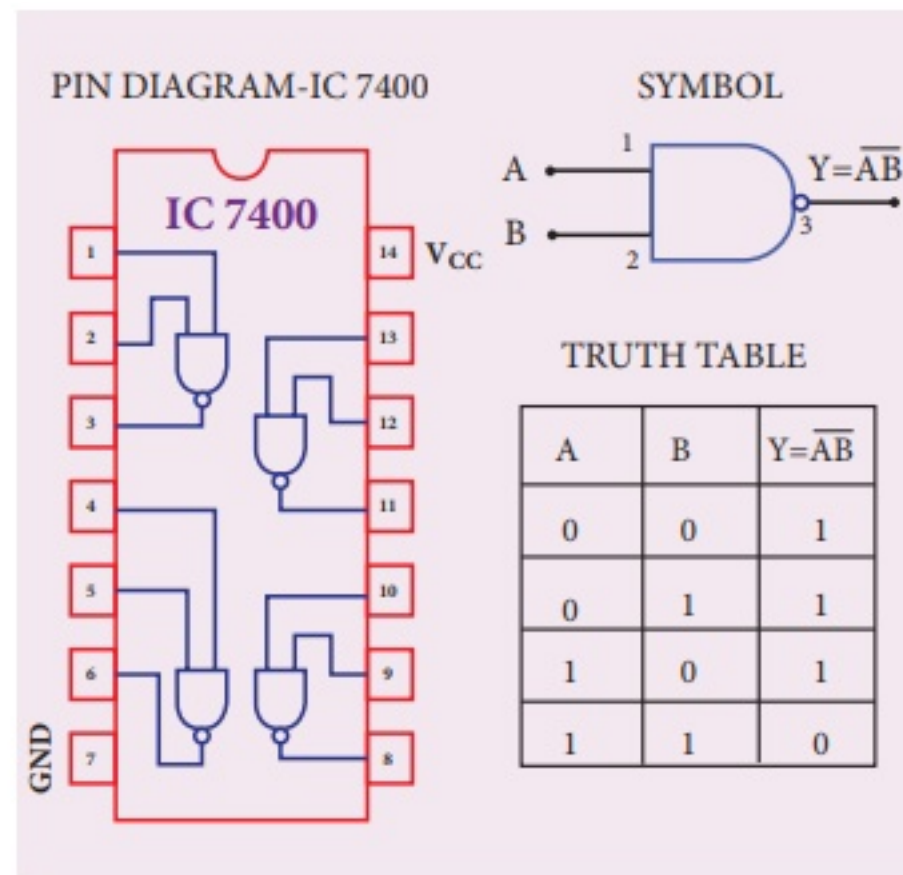 PIN DIAGRAM-IC 7400
IC 7400
1
2
3
4
5
6
7
GND
14 VCC
13
12
11
10
9
8
SYMBOL
A 1
B 2
3
Y=A̅B̅
TRUTH TABLE
A B Y=A̅B̅
0 0 1
0 1 1
1 0 1
1 1 0